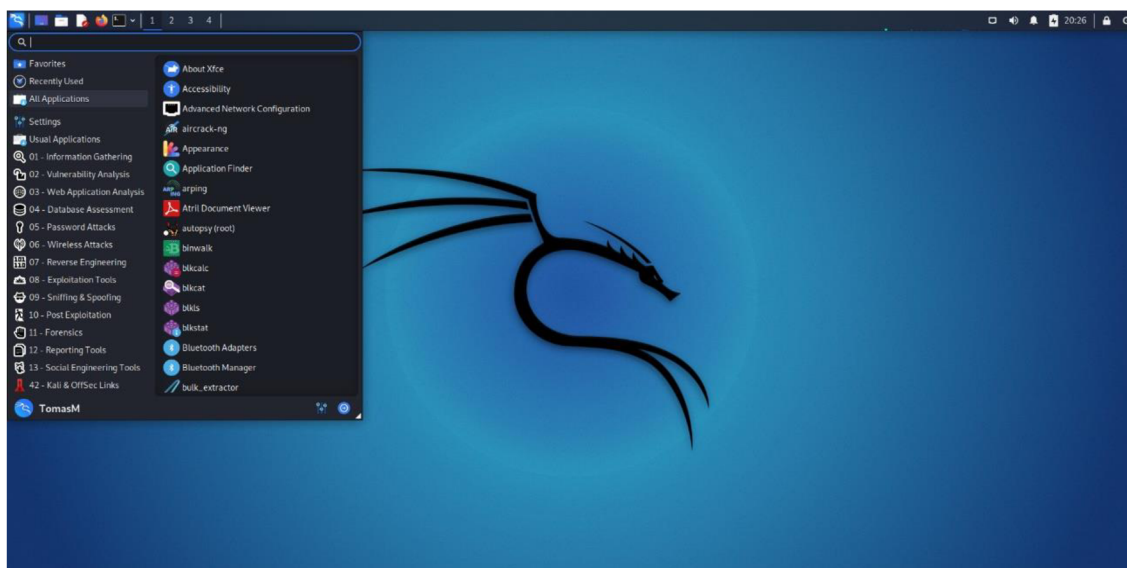 1 2 3 4
20:26
Favorites
Recently Used
All Applications
Settings
Usual Applications
01 - Information Gathering
02 - Vulnerability Analysis
03 - Web Application Analysis
04 - Database Assessment
05 - Password Attacks
06 - Wireless Attacks
07 - Reverse Engineering
08 - Exploitation Tools
09 - Sniffing & Spoofing
10 - Post Exploitation
11 - Forensics
12 - Reporting Tools
13 - Social Engineering Tools
42 - Kali & OffSec Links
About Xfce
Accessibility
Advanced Network Configuration
aircrack-ng
Appearance
Application Finder
arping
Atril Document Viewer
autopsy (root)
binwalk
blkcalc
blkcat
blkls
blkstat
Bluetooth Adapters
Bluetooth Manager
bulk_extractor
TomasM